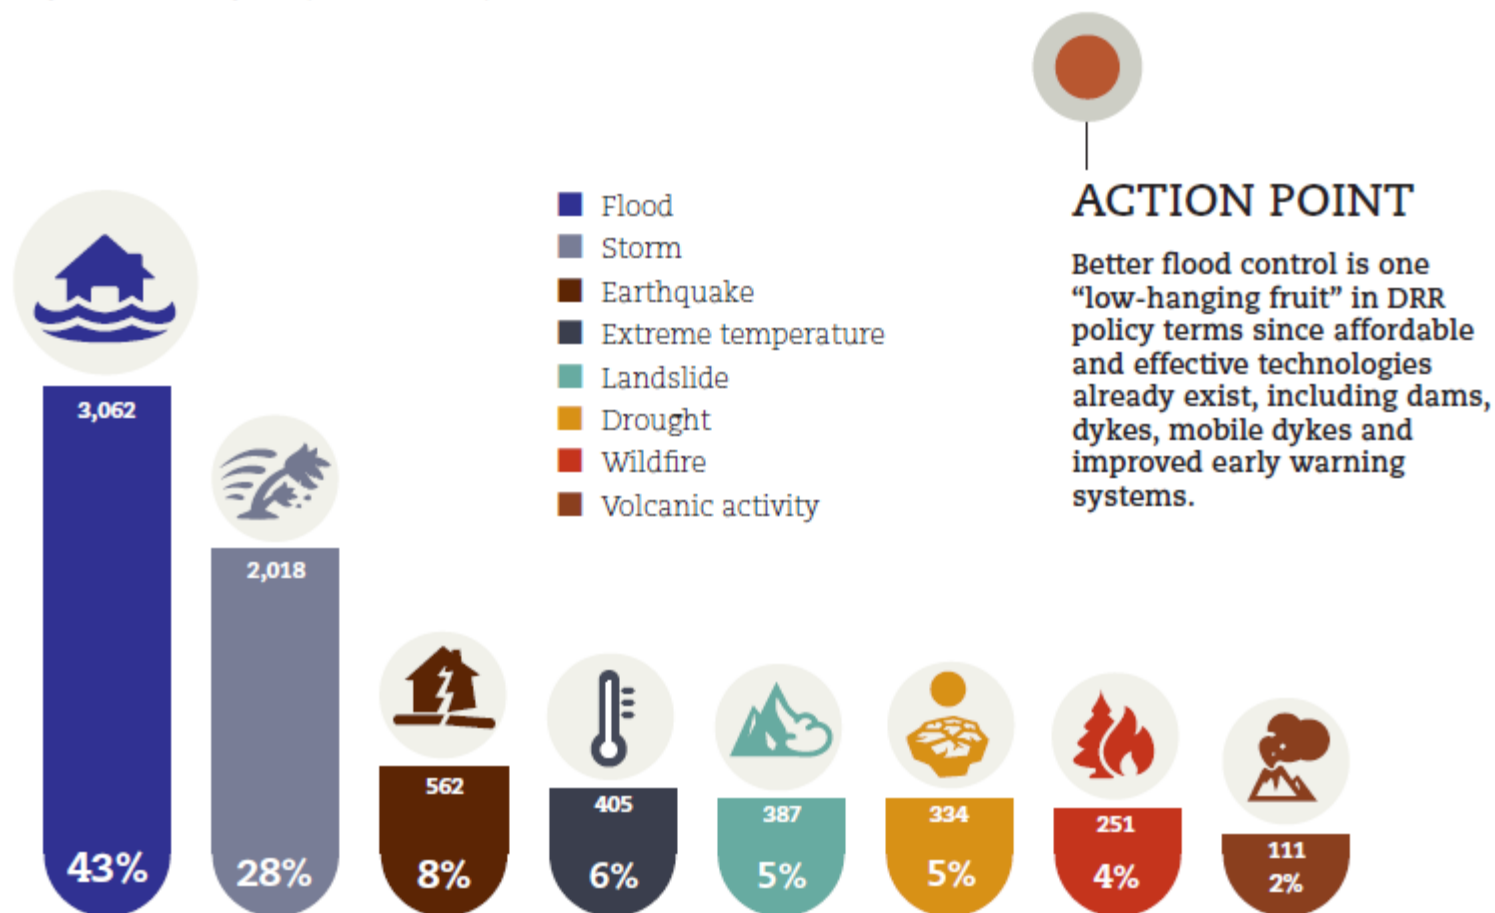 Flood
Storm
Earthquake
Extreme temperature
Landslide
Drought
Wildfire
Volcanic activity
ACTION POINT
Better flood control is one
“low-hanging fruit” in DRR
policy terms since affordable
and effective technologies
already exist, including dams,
dykes, mobile dykes and
improved early warning
systems.
3,062
43%
2,018
28%
562
8%
405
6%
387
5%
334
5%
251
4%
111
2%